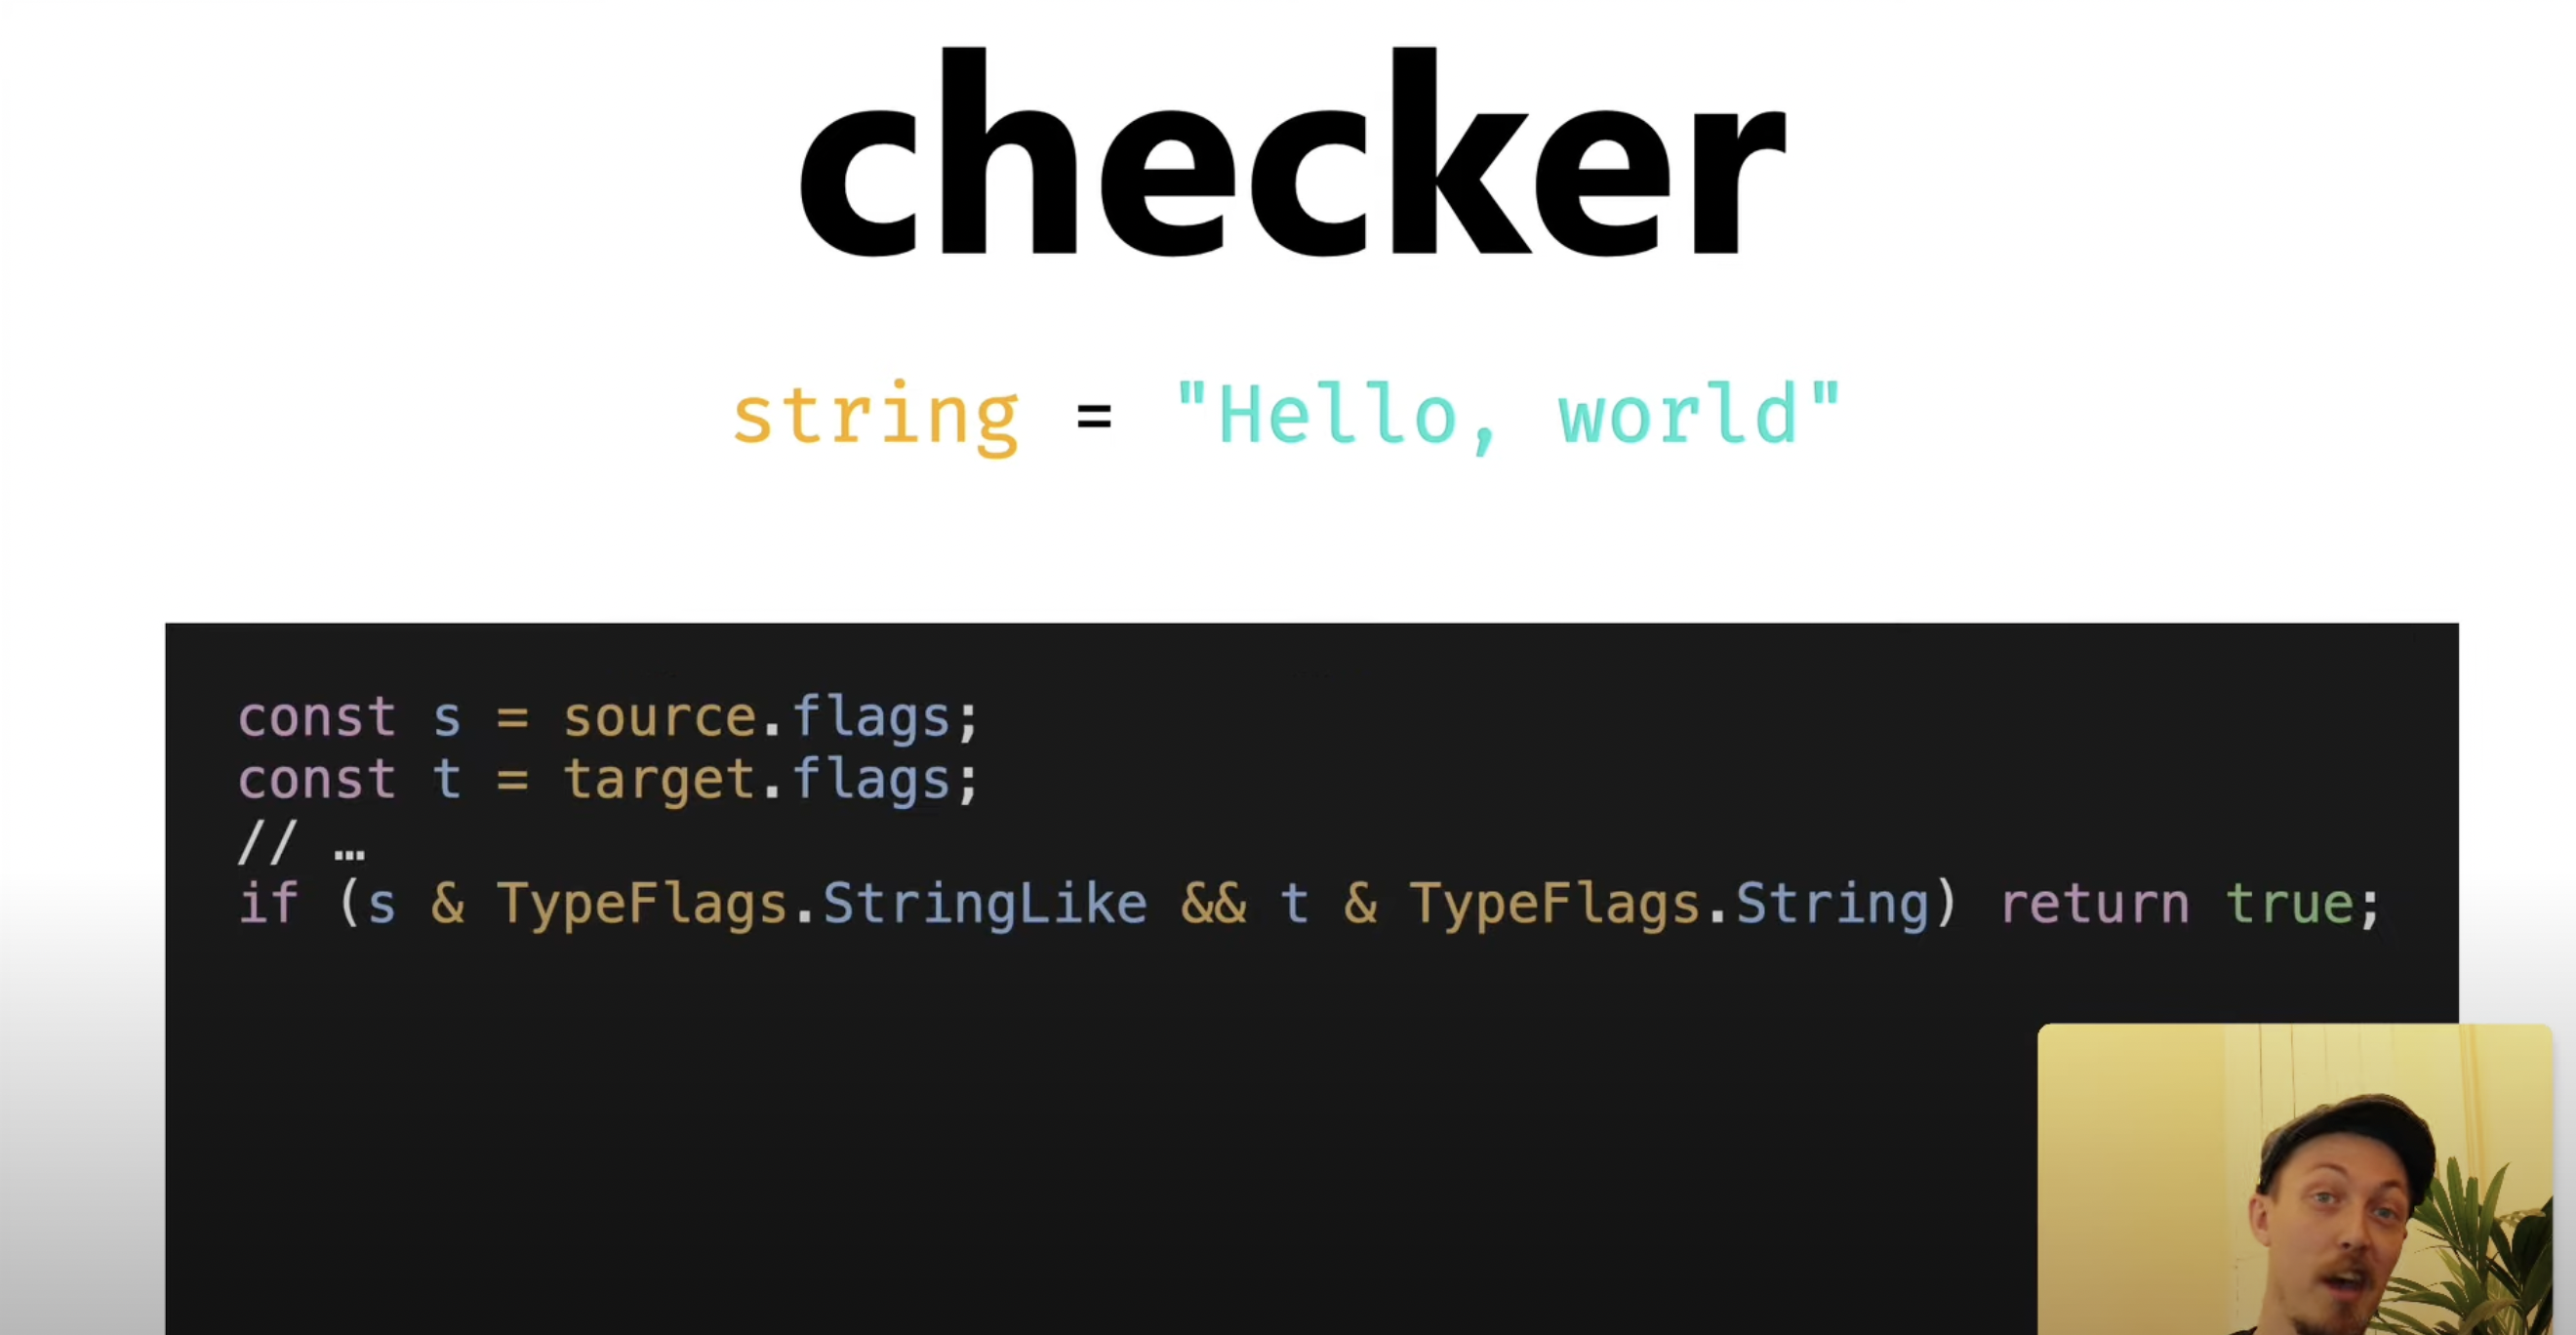 checker
string = "Hello, world"
const s = source.flags;
const t = target.flags;
// …
if (s & TypeFlags.StringLike && t & TypeFlags.String) return true;